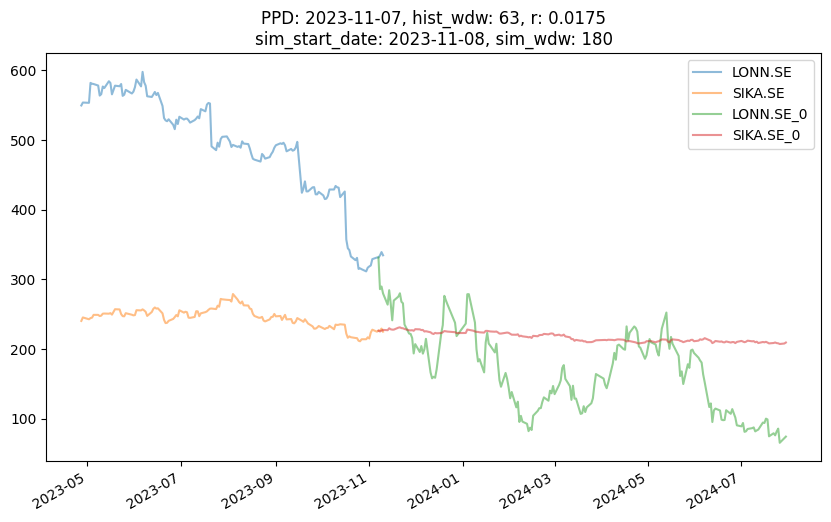 PPD: 2023-11-07, hist_wdw: 63, r: 0.0175
sim_start_date: 2023-11-08, sim_wdw: 180
LONN.SE
SIKA.SE
LONN.SE_0
SIKA.SE_0
600
500
400
300
200
100
2023-05
2023-07
2023-09
2023-11
2024-01
2024-03
2024-05
2024-07